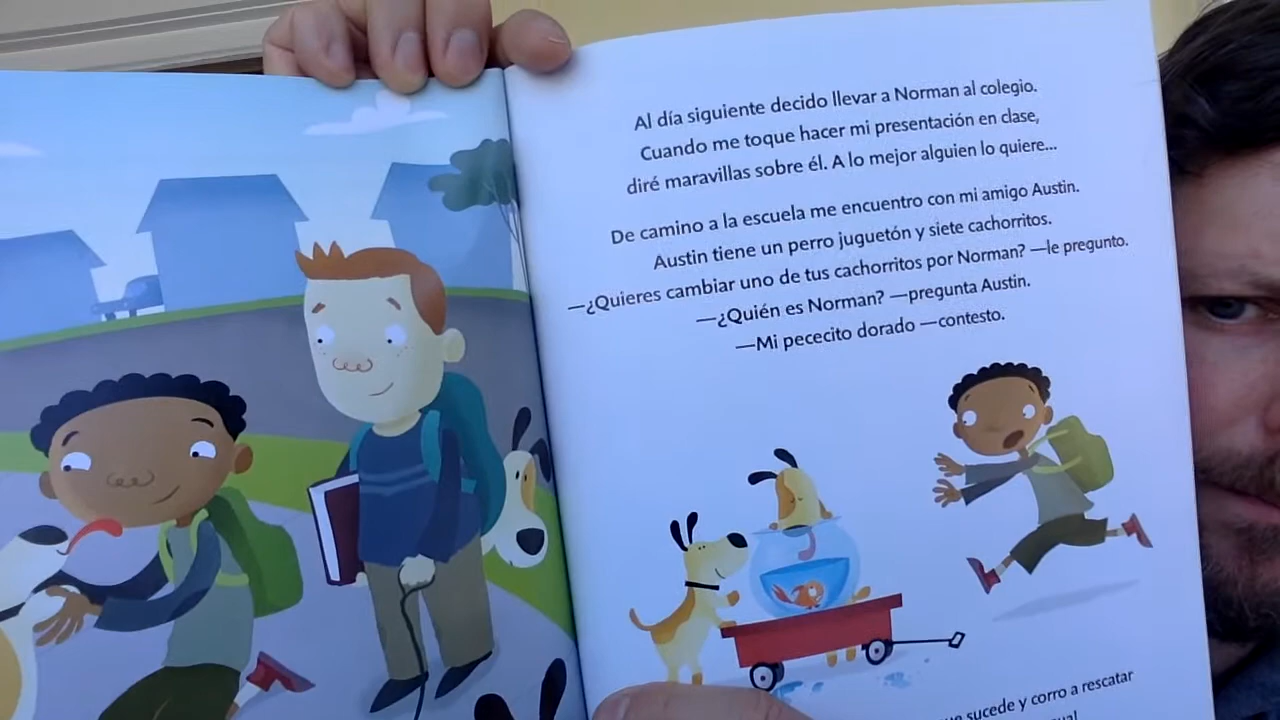 Al día siguiente decido llevar a Norman al colegio.
Cuando me toque hacer mi presentación en clase,
diré maravillas sobre él. A lo mejor alguien lo quiere...
De camino a la escuela me encuentro con mi amigo Austin.
Austin tiene un perro juguetón y siete cachorritos.
—¿Quieres cambiar uno de tus cachorritos por Norman? —le pregunto.
—¿Quién es Norman? —pregunta Austin.
—Mi pececito dorado —contesto.
sucede y corro a rescatar